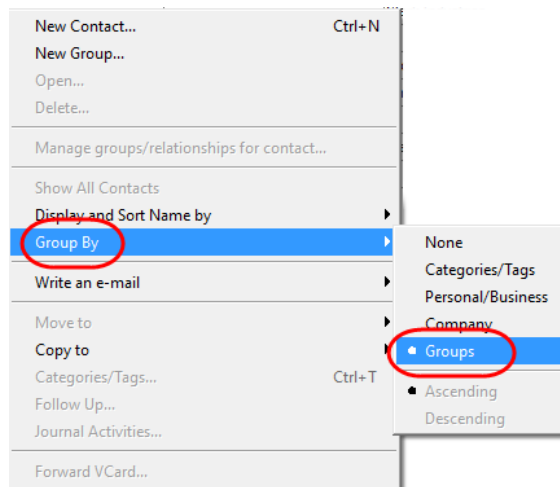 New Contact... Ctrl+N
New Group...
Open...
Delete...
Manage groups/relationships for contact...
Show All Contacts
Display and Sort Name by
Group By
Write an e-mail
Move to
Copy to
Categories/Tags... Ctrl+T
Follow Up...
Journal Activities...
Forward VCard...
None
Categories/Tags
Personal/Business
Company
Groups
Ascending
Descending